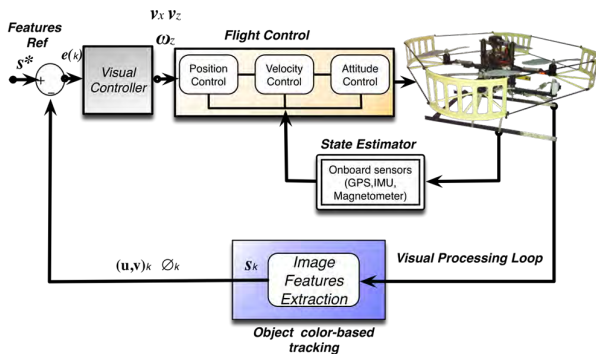 Features
Ref
s*
+
−
e(k)
Visual
Controller
vx vz
ωz
Flight Control
Position
Control
Velocity
Control
Attitude
Control
State Estimator
Onboard sensors
(GPS,IMU,
Magnetometer)
Visual Processing Loop
(u,v)k ∅k
sk
Image
Features
Extraction
Object color-based
tracking